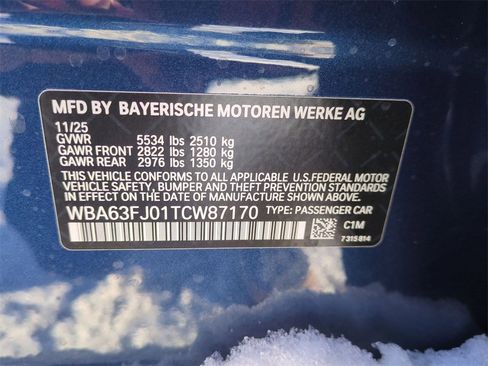 MFD BY BAYERISCHE MOTOREN WERKE AG
11/25
GVWR 5534 lbs 2510 kg
GAWR FRONT 2822 lbs 1280 kg
GAWR REAR 2976 lbs 1350 kg
THIS VEHICLE CONFORMS TO ALL APPLICABLE U.S.FEDERAL MOTOR
VEHICLE SAFETY, BUMPER AND THEFT PREVENTION STANDARDS
IN EFFECT ON THE DATE OF MANUFACTURE SHOWN ABOVE.
WBA63FJ01TCW87170 TYPE: PASSENGER CAR
C1M
7315814